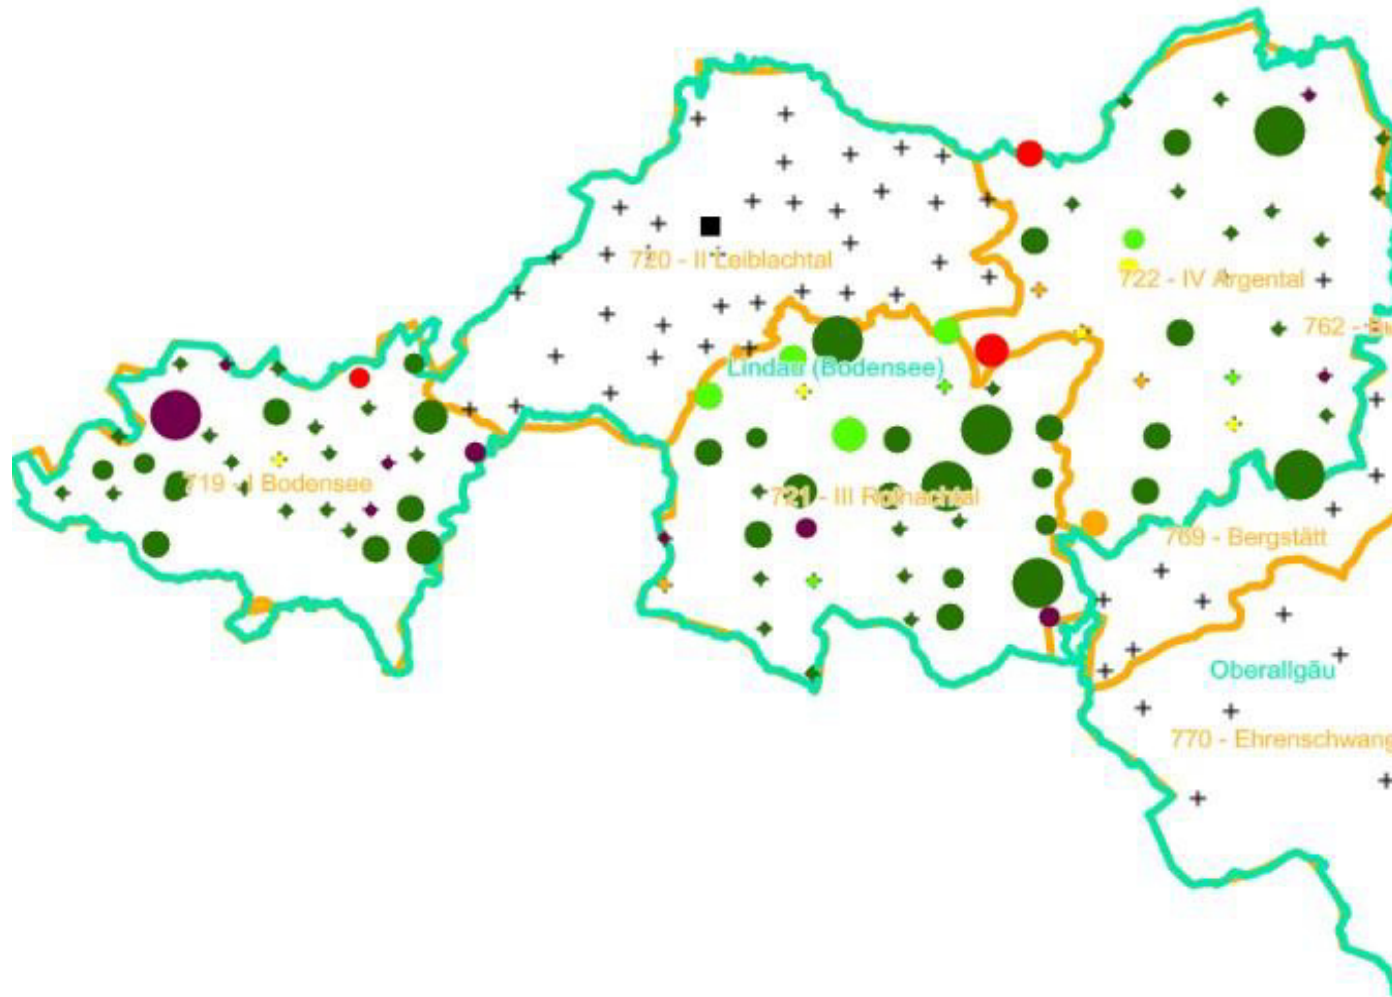 720 - II Leiblachtal
722 - IV Argental
762 - Bu
Lindau (Bodensee)
719 - I Bodensee
721 - III Rothachtal
769 - Bergstätt
Oberallgäu
770 - Ehrenschwang